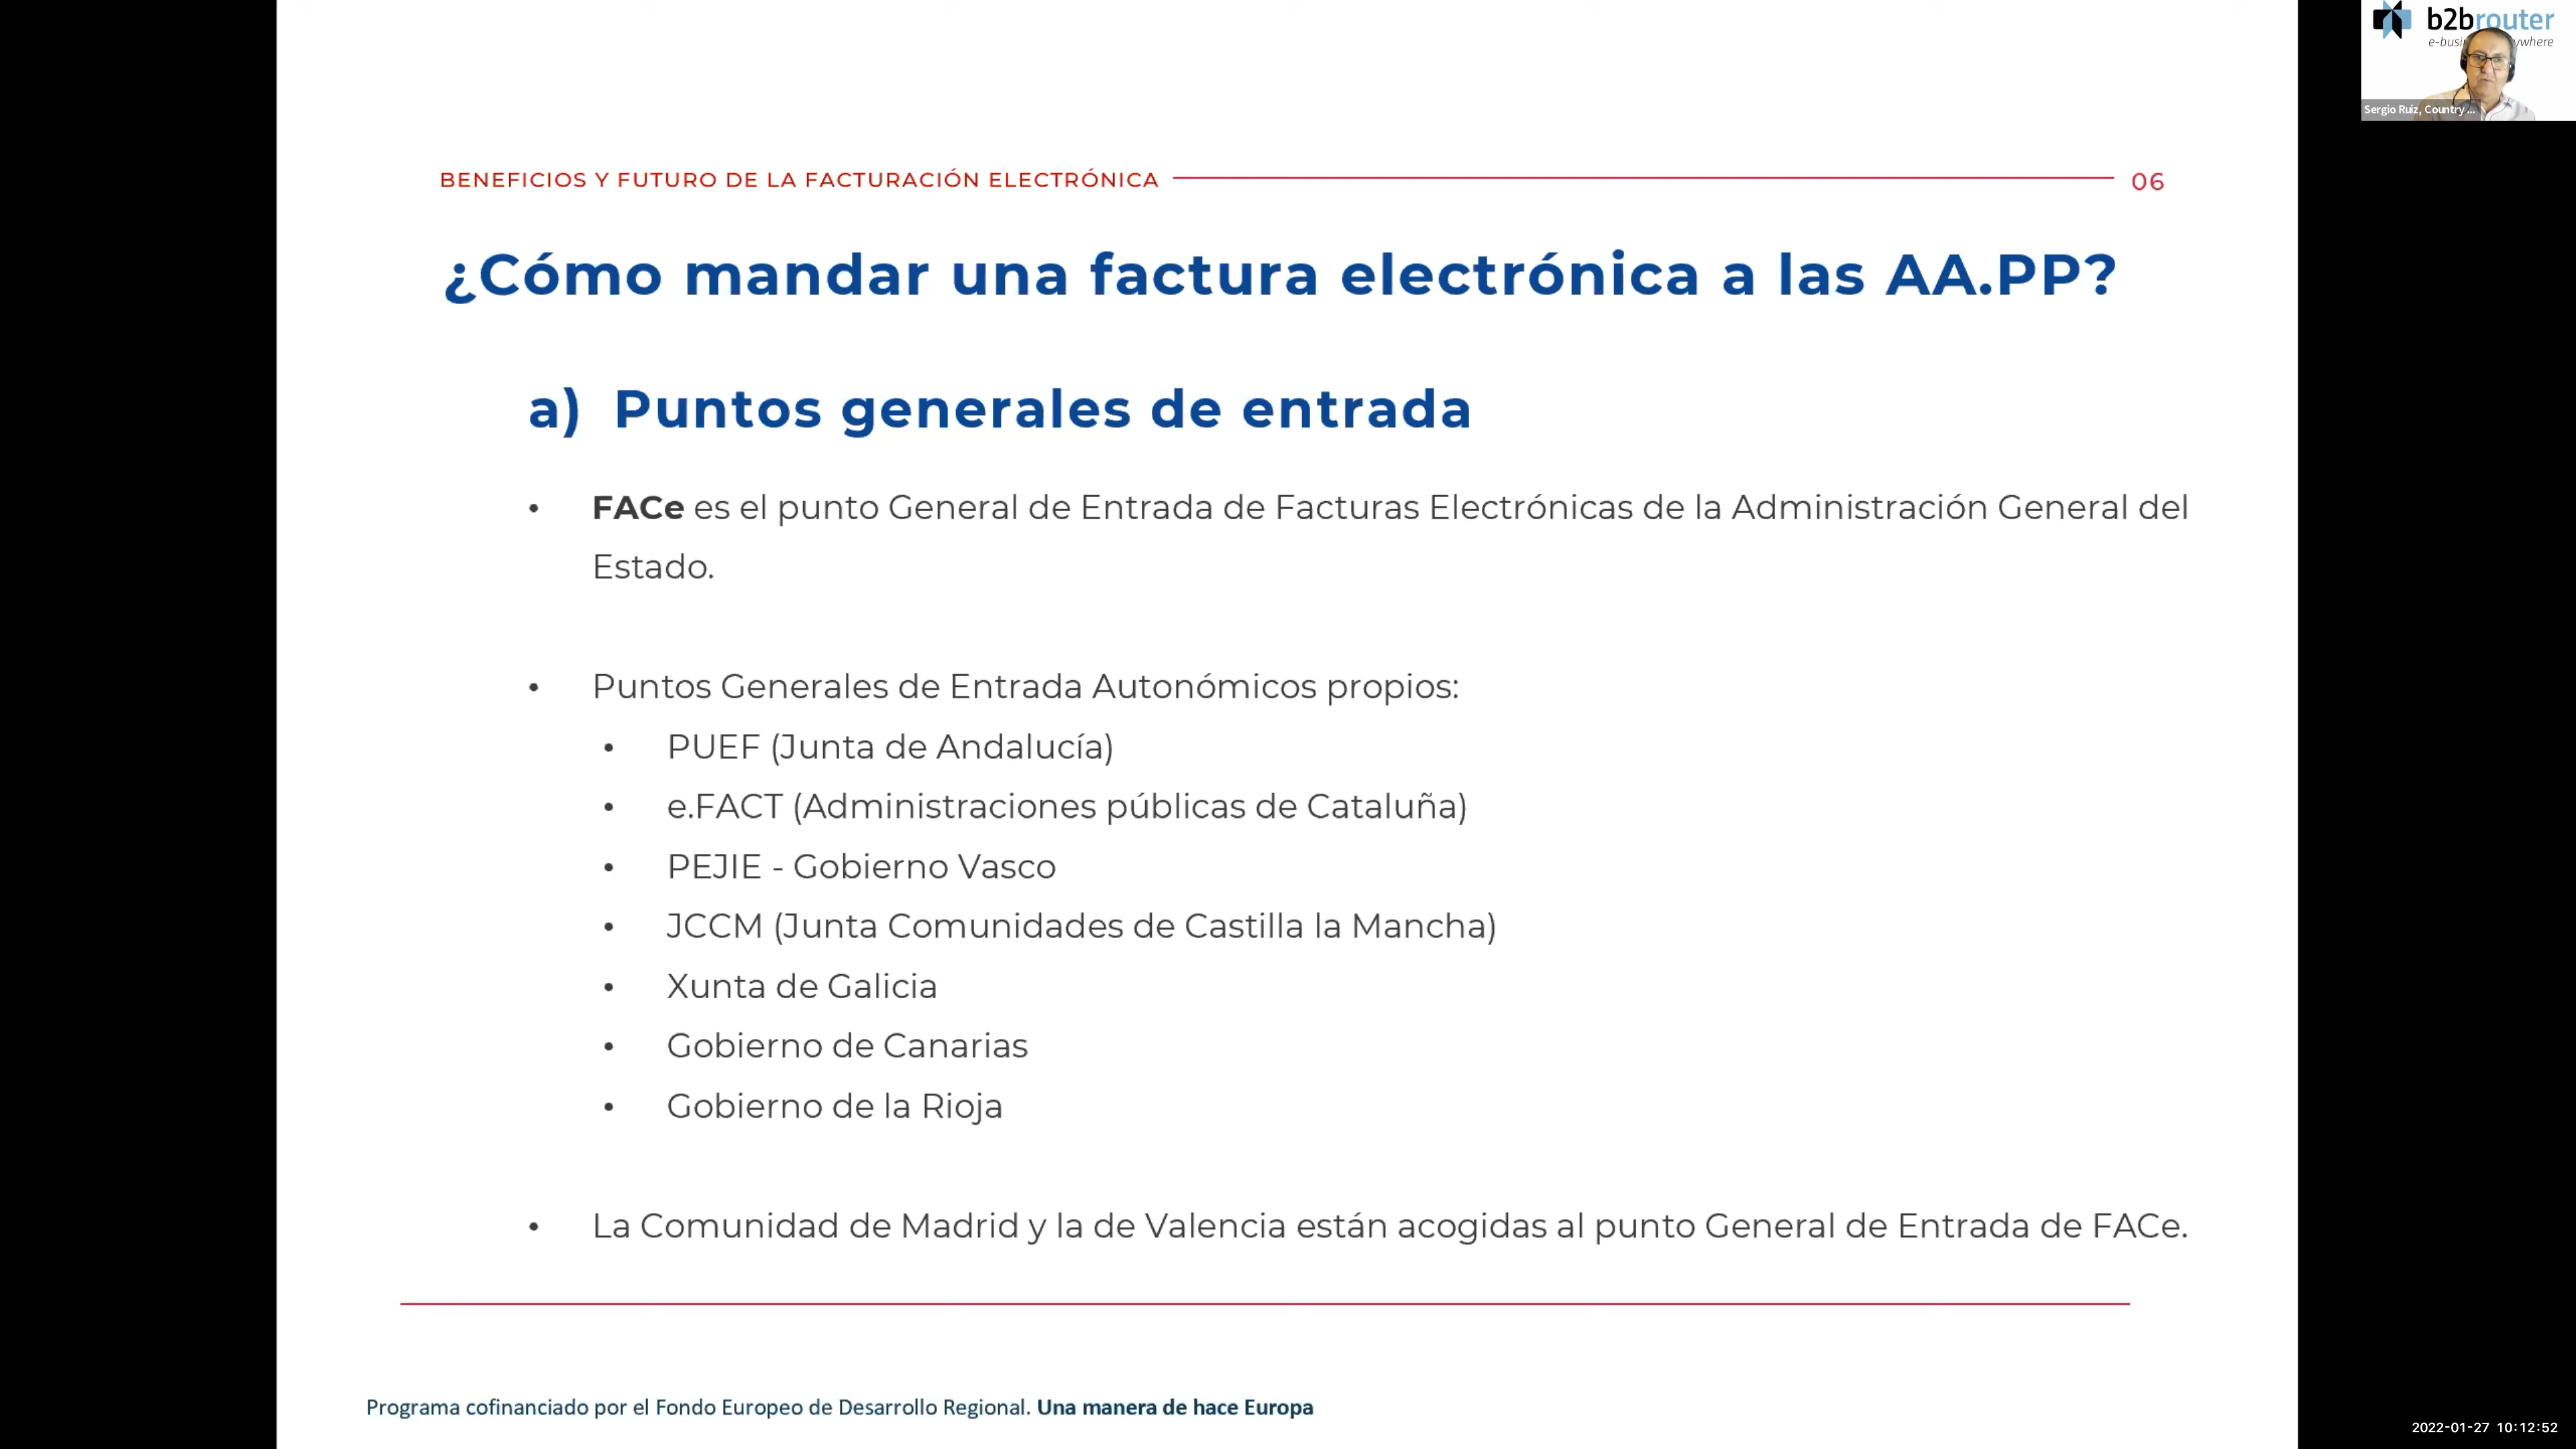 b2brouter
Sergio Ruiz, Country ...
BENEFICIOS Y FUTURO DE LA FACTURACIÓN ELECTRÓNICA
06
¿Cómo mandar una factura electrónica a las AA.PP?
a) Puntos generales de entrada
• FACe es el punto General de Entrada de Facturas Electrónicas de la Administración General del
Estado.
• Puntos Generales de Entrada Autonómicos propios:
• PUEF (Junta de Andalucía)
• e.FACT (Administraciones públicas de Cataluña)
• PEJIE - Gobierno Vasco
• JCCM (Junta Comunidades de Castilla la Mancha)
• Xunta de Galicia
• Gobierno de Canarias
• Gobierno de la Rioja
• La Comunidad de Madrid y la de Valencia están acogidas al punto General de Entrada de FACe.
Programa cofinanciado por el Fondo Europeo de Desarrollo Regional. Una manera de hace Europa
2022-01-27 10:12:52